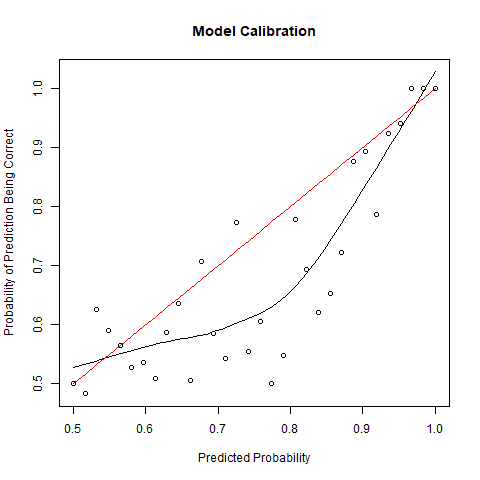 Model Calibration
Probability of Prediction Being Correct
1.0
0.9
0.8
0.7
0.6
0.5
0.5 0.6 0.7 0.8 0.9 1.0
Predicted Probability